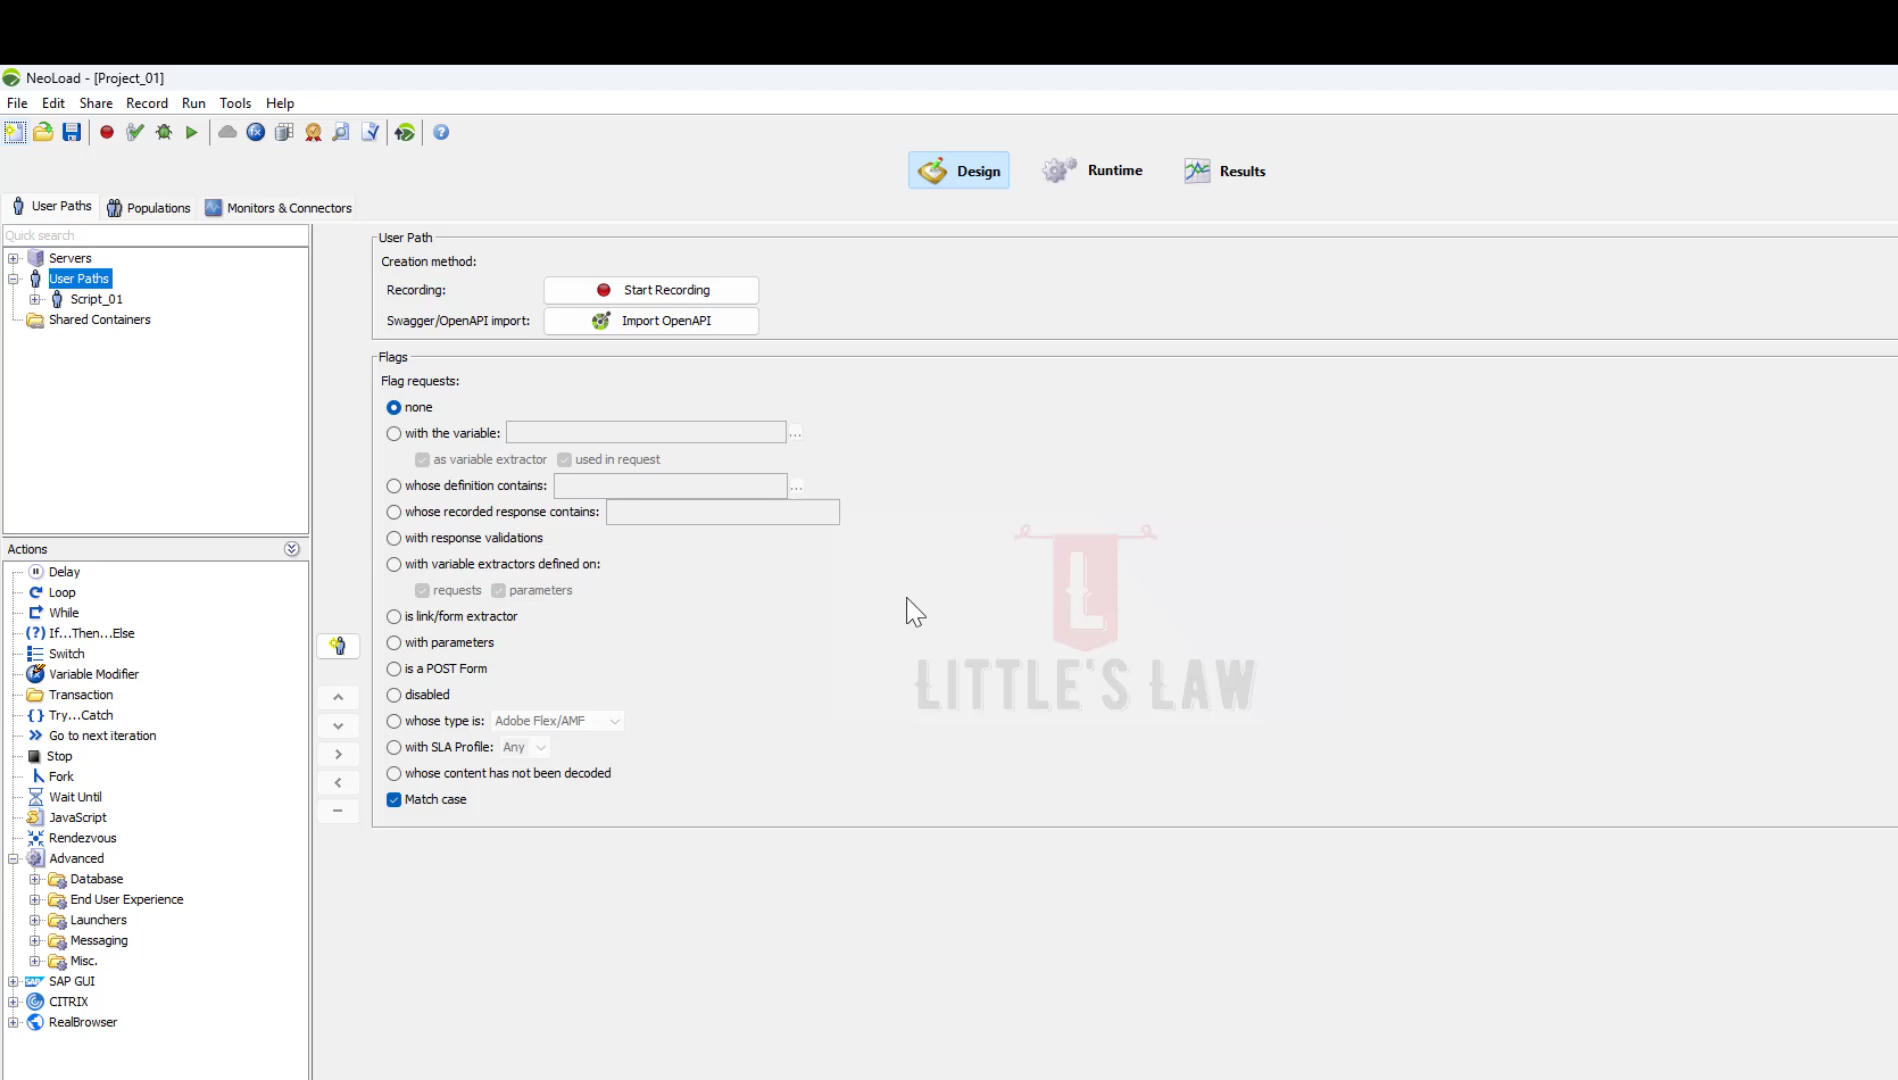 NeoLoad - [Project_01]
File Edit Share Record Run Tools Help
Design Runtime Results
User Paths Populations Monitors & Connectors
Quick search
Servers
User Paths
Script_01
Shared Containers
User Path
Creation method:
Recording: Start Recording
Swagger/OpenAPI import: Import OpenAPI
Flags
Flag requests:
none
with the variable: ...
as variable extractor used in request
whose definition contains: ...
whose recorded response contains:
with response validations
with variable extractors defined on:
requests parameters
is link/form extractor
with parameters
is a POST Form
disabled
whose type is: Adobe Flex/AMF
with SLA Profile: Any
whose content has not been decoded
Match case
Actions
Delay
Loop
While
If...Then...Else
Switch
Variable Modifier
Transaction
Try...Catch
Go to next iteration
Stop
Fork
Wait Until
JavaScript
Rendezvous
Advanced
Database
End User Experience
Launchers
Messaging
Misc.
SAP SAP GUI
CITRIX
RealBrowser
L
LITTLE'S LAW